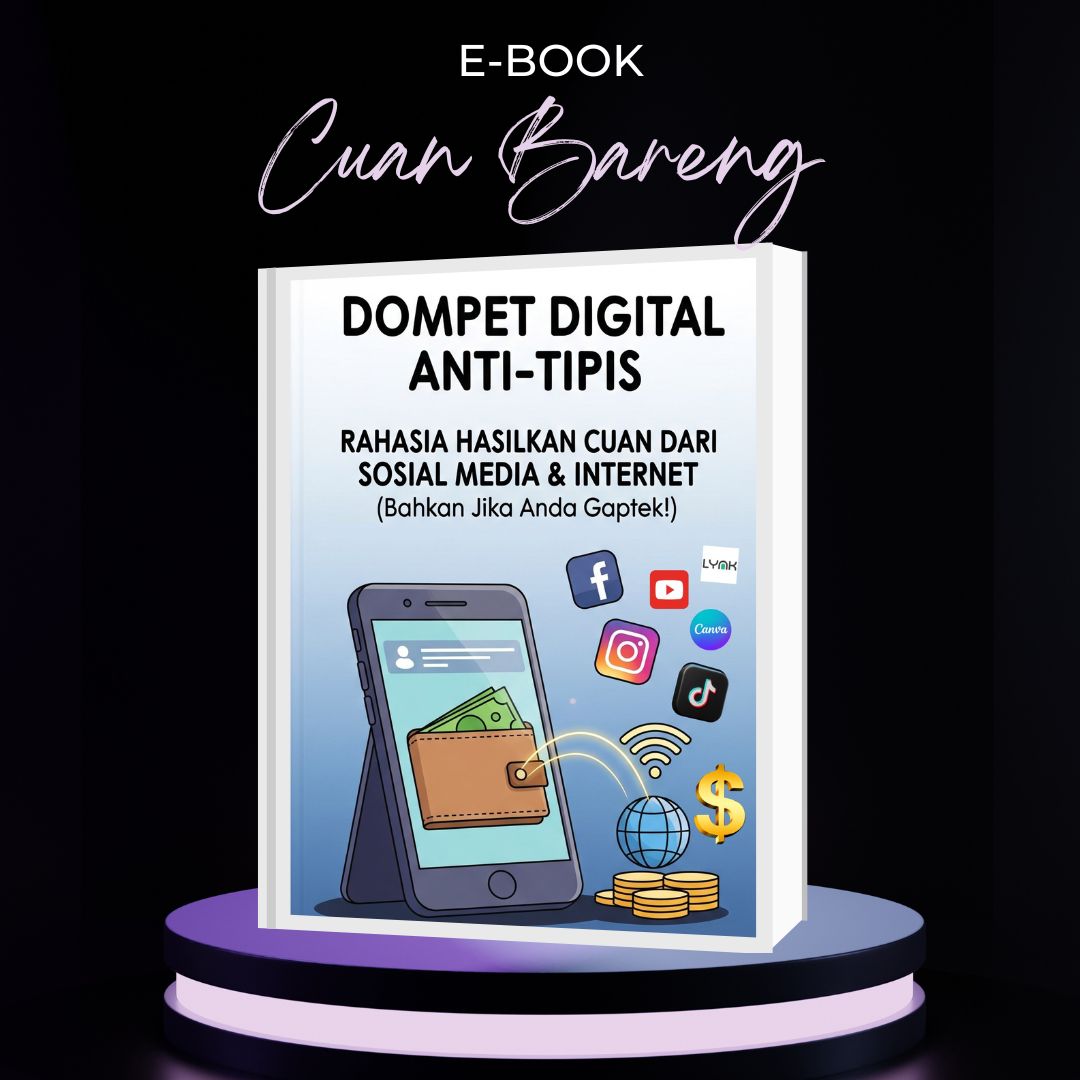 E-BOOK
Cuan Bareng
DOMPET DIGITAL
ANTI-TIPIS
RAHASIA HASILKAN CUAN DARI
SOSIAL MEDIA & INTERNET
(Bahkan Jika Anda Gaptek!)
f
LYNK
Canva
$